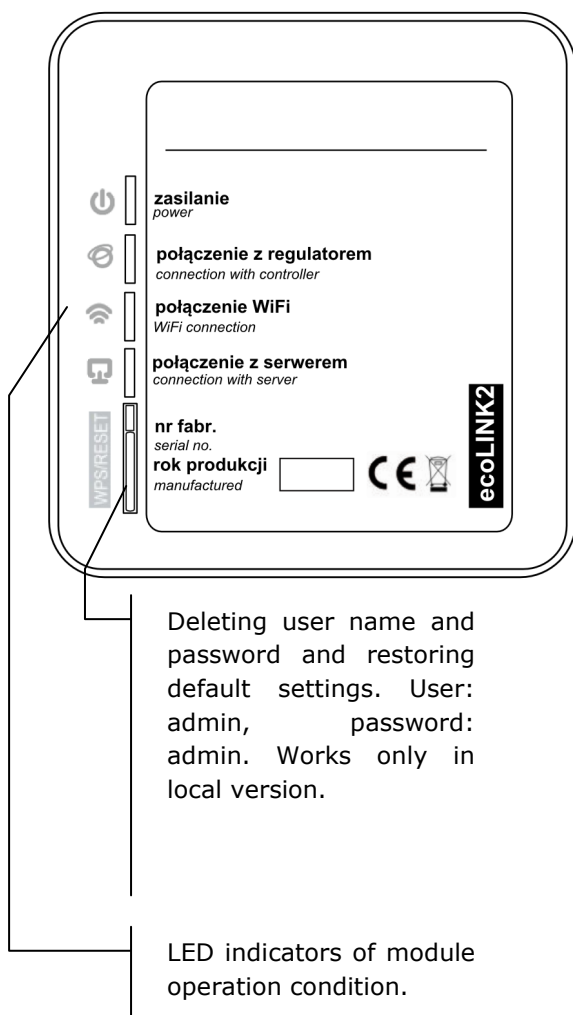 zasilanie
power
połączenie z regulatorem
connection with controller
połączenie WiFi
WiFi connection
połączenie z serwerem
connection with server
WPS/RESET
nr fabr.
serial no.
rok produkcji
manufactured
CE
ecoLINK2
Deleting user name and
password and restoring
default settings. User:
admin, password:
admin. Works only in
local version.
LED indicators of module
operation condition.